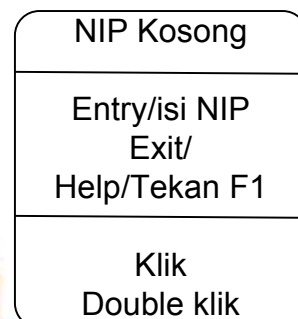 NIP Kosong
Entry/isi NIP
Exit/
Help/Tekan F1
Klik
Double klik